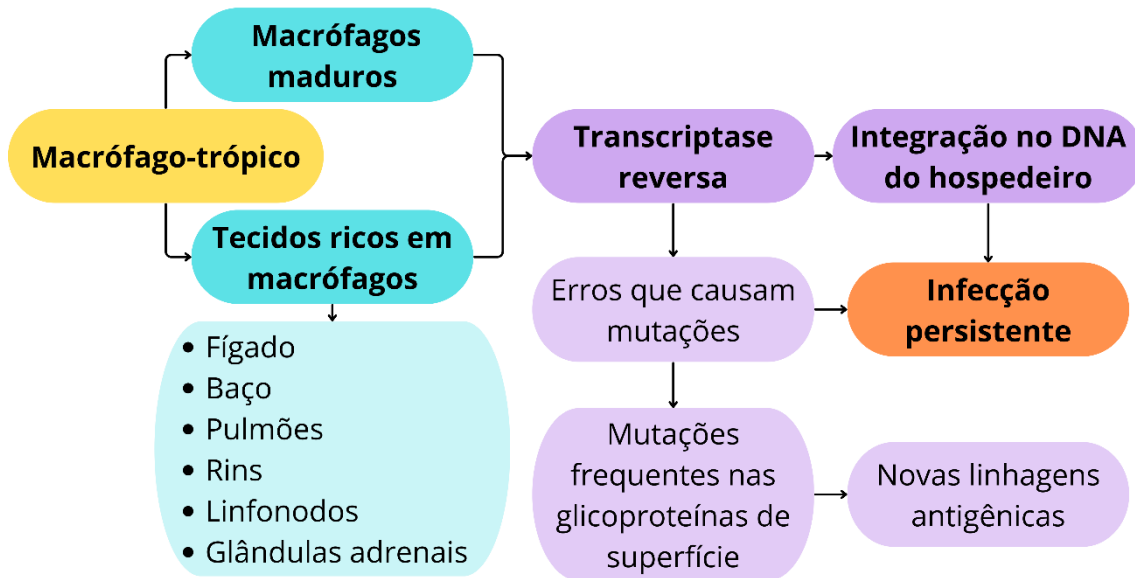 Macrófago-trópico
Macrófagos
maduros
Tecidos ricos em
macrófagos
• Fígado
• Baço
• Pulmões
• Rins
• Linfonodos
• Glândulas adrenais
Transcriptase
reversa
Integração no DNA
do hospedeiro
Erros que causam
mutações
Infecção
persistente
Mutações
frequentes nas
glicoproteínas de
superfície
Novas linhagens
antigênicas